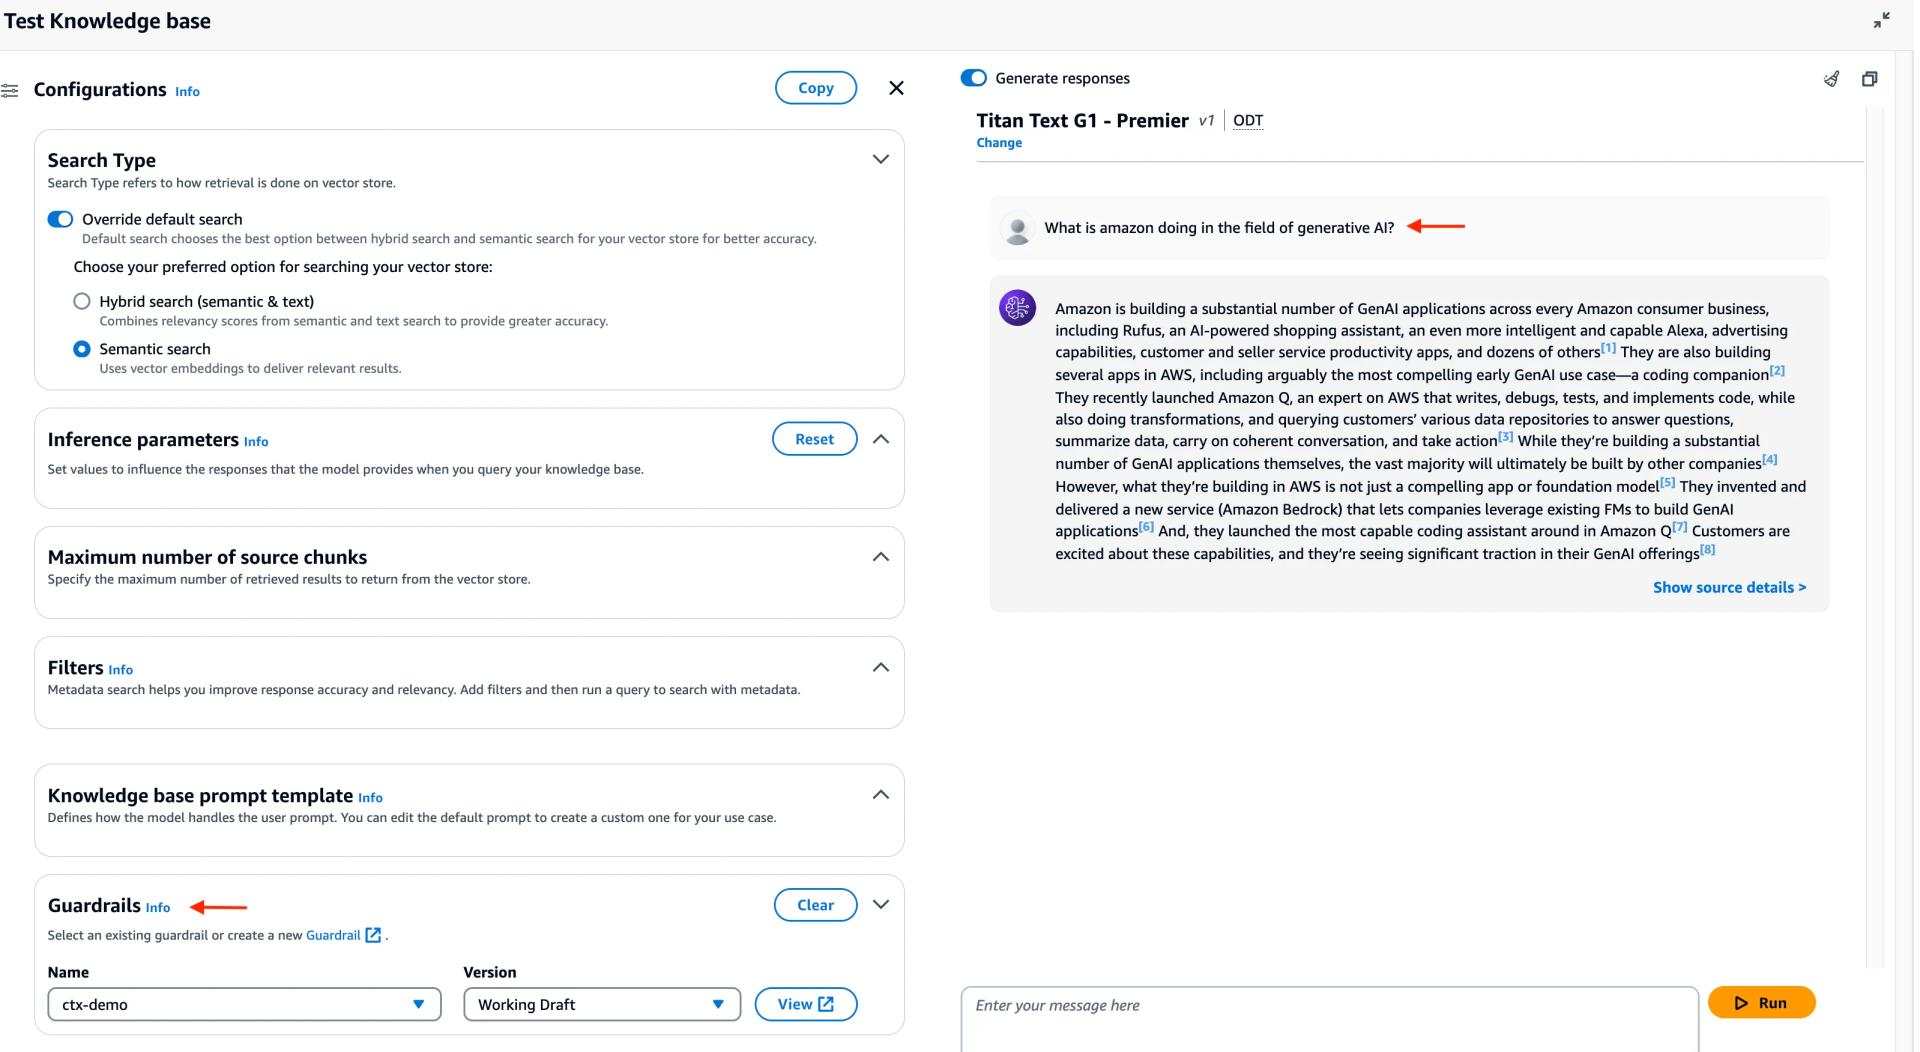 Test Knowledge base
Configurations Info
Copy
Search Type
Search Type refers to how retrieval is done on vector store.
Override default search
Default search chooses the best option between hybrid search and semantic search for your vector store for better accuracy.
Choose your preferred option for searching your vector store:
Hybrid search (semantic & text)
Combines relevancy scores from semantic and text search to provide greater accuracy.
Semantic search
Uses vector embeddings to deliver relevant results.
Inference parameters Info
Reset
Set values to influence the responses that the model provides when you query your knowledge base.
Maximum number of source chunks
Specify the maximum number of retrieved results to return from the vector store.
Filters Info
Metadata search helps you improve response accuracy and relevancy. Add filters and then run a query to search with metadata.
Knowledge base prompt template Info
Defines how the model handles the user prompt. You can edit the default prompt to create a custom one for your use case.
Guardrails Info
Clear
Select an existing guardrail or create a new Guardrail .
Name
Version
ctx-demo
Working Draft
View
Generate responses
Titan Text G1 - Premier v1 | ODT
Change
What is amazon doing in the field of generative AI?
Amazon is building a substantial number of GenAI applications across every Amazon consumer business,
including Rufus, an AI-powered shopping assistant, an even more intelligent and capable Alexa, advertising
capabilities, customer and seller service productivity apps, and dozens of others[1] They are also building
several apps in AWS, including arguably the most compelling early GenAI use case—a coding companion[2]
They recently launched Amazon Q, an expert on AWS that writes, debugs, tests, and implements code, while
also doing transformations, and querying customers’ various data repositories to answer questions,
summarize data, carry on coherent conversation, and take action[3] While they’re building a substantial
number of GenAI applications themselves, the vast majority will ultimately be built by other companies[4]
However, what they’re building in AWS is not just a compelling app or foundation model[5] They invented and
delivered a new service (Amazon Bedrock) that lets companies leverage existing FMs to build GenAI
applications[6] And, they launched the most capable coding assistant around in Amazon Q[7] Customers are
excited about these capabilities, and they’re seeing significant traction in their GenAI offerings[8]
Show source details >
Enter your message here
Run